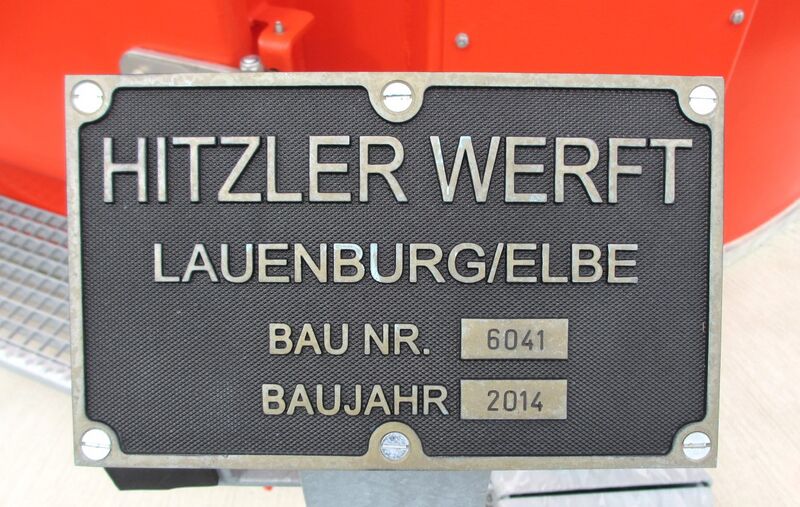 HITZLER WERFT
LAUENBURG/ELBE
BAU NR. 6041
BAUJAHR 2014